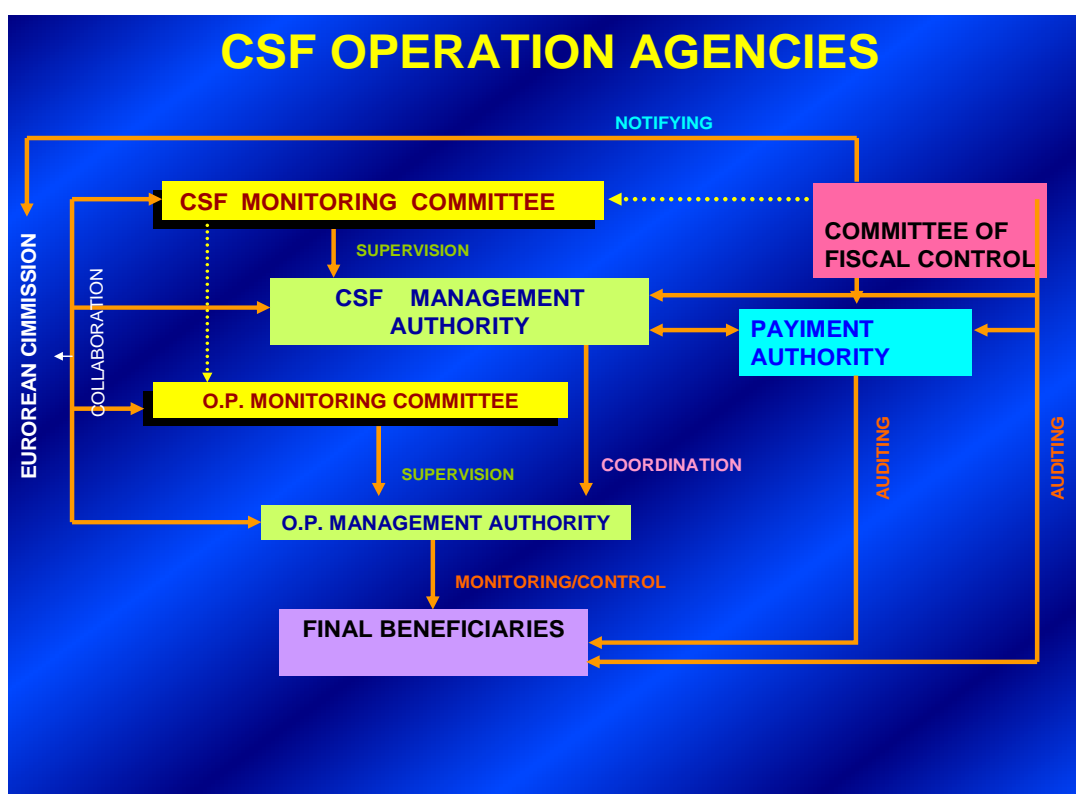 CSF OPERATION AGENCIES
NOTIFYING
CSF MONITORING COMMITTEE
COMMITTEE OF
FISCAL CONTROL
SUPERVISION
EUROREAN CIMMISSION
COLLABORATION
CSF MANAGEMENT
AUTHORITY
PAYIMENT
AUTHORITY
O.P. MONITORING COMMITTEE
AUDITING
AUDITING
SUPERVISION
COORDINATION
O.P. MANAGEMENT AUTHORITY
MONITORING/CONTROL
FINAL BENEFICIARIES